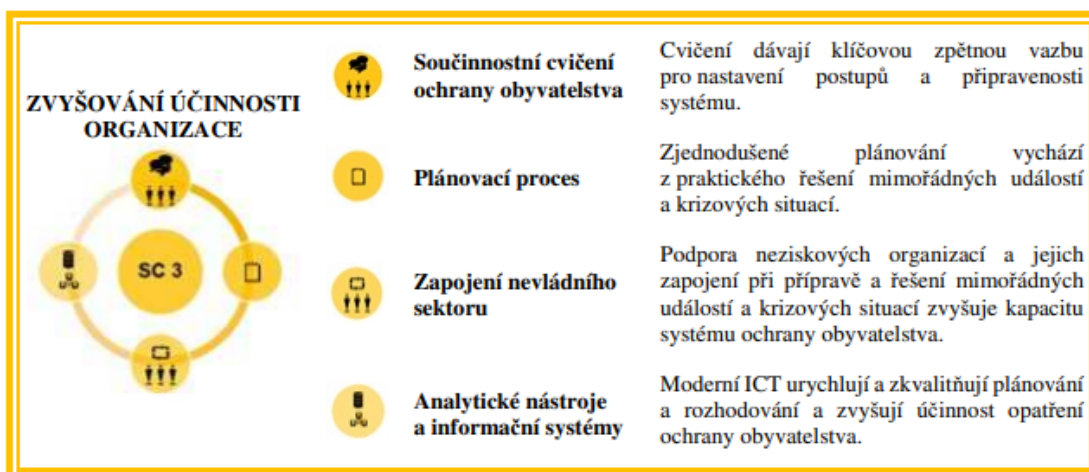 ZVYŠOVÁNÍ ÚČINNOSTI
ORGANIZACE
SC 3
Součinnostní cvičení
ochrany obyvatelstva
Cvičení dávají klíčovou zpětnou vazbu
pro nastavení postupů a připravenosti
systému.
Plánovací proces
Zjednodušené plánování vychází
z praktického řešení mimořádných událostí
a krizových situací.
Zapojení nevládního
sektoru
Podpora neziskových organizací a jejich
zapojení při přípravě a řešení mimořádných
událostí a krizových situací zvyšuje kapacitu
systému ochrany obyvatelstva.
Analytické nástroje
a informační systémy
Moderní ICT urychlují a zkvalitňují plánování
a rozhodování a zvyšují účinnost opatření
ochrany obyvatelstva.